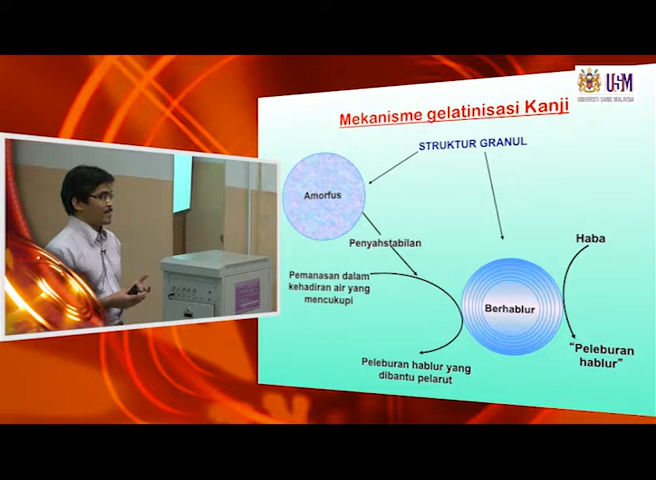 USM
UNIVERSITI SAINS MALAYSIA
Mekanisme gelatinisasi Kanji
STRUKTUR GRANUL
Amorfus
Penyahstabilan
Haba
Pemanasan dalam
kehadiran air yang
mencukupi
Berhablur
"Peleburan
hablur"
Peleburan hablur yang
dibantu pelarut